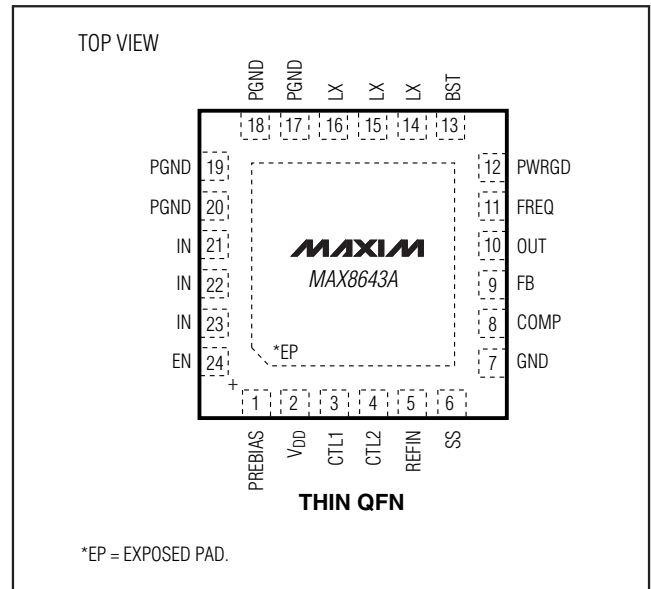 TOP VIEW
PGND
PGND
LX
LX
LX
BST
18
17
16
15
14
13
PGND 19
PGND 20
IN 21
IN 22
IN 23
EN 24
12 PWRGD
11 FREQ
10 OUT
9 FB
8 COMP
7 GND
MAXIM
MAX8643A
*EP
+
1
2
3
4
5
6
PREBIAS
VDD
CTL1
CTL2
REFIN
SS
THIN QFN
*EP = EXPOSED PAD.